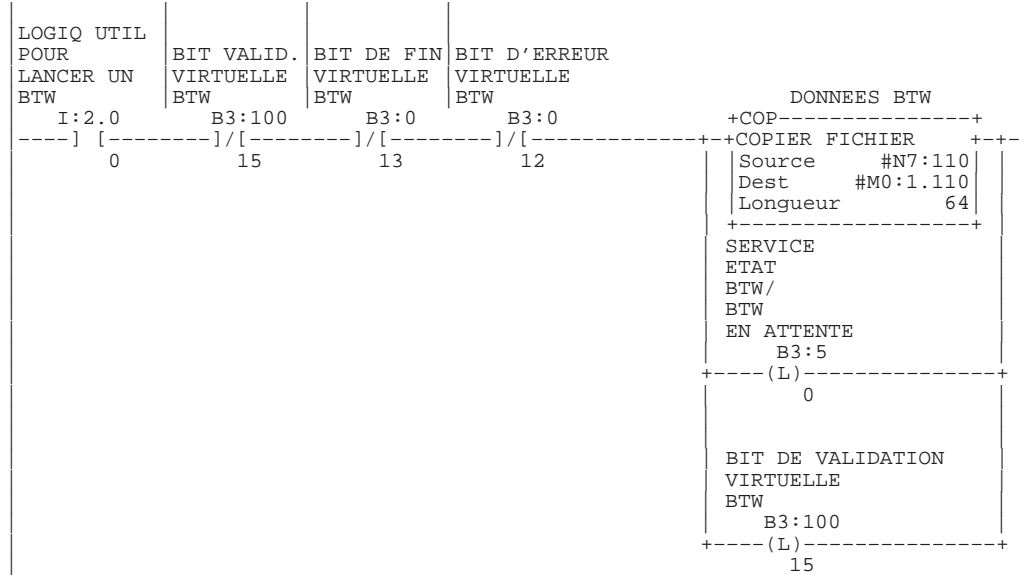 LOGIQ UTIL
POUR BIT VALID. BIT DE FIN BIT D'ERREUR
LANCER UN VIRTUELLE VIRTUELLE VIRTUELLE
BTW BTW BTW BTW DONNEES BTW
I:2.0 B3:100 B3:0 B3:0 +COP---------------+
----] [--------]/[--------]/[--------]/[-------------+-+COPIER FICHIER +-+-
0 15 13 12 Source #N7:110
Dest #M0:1.110
Longueur 64
+------------------+
SERVICE
ETAT
BTW/
BTW
EN ATTENTE
B3:5
+----(L)---------------+
0
BIT DE VALIDATION
VIRTUELLE
BTW
B3:100
+----(L)---------------+
15